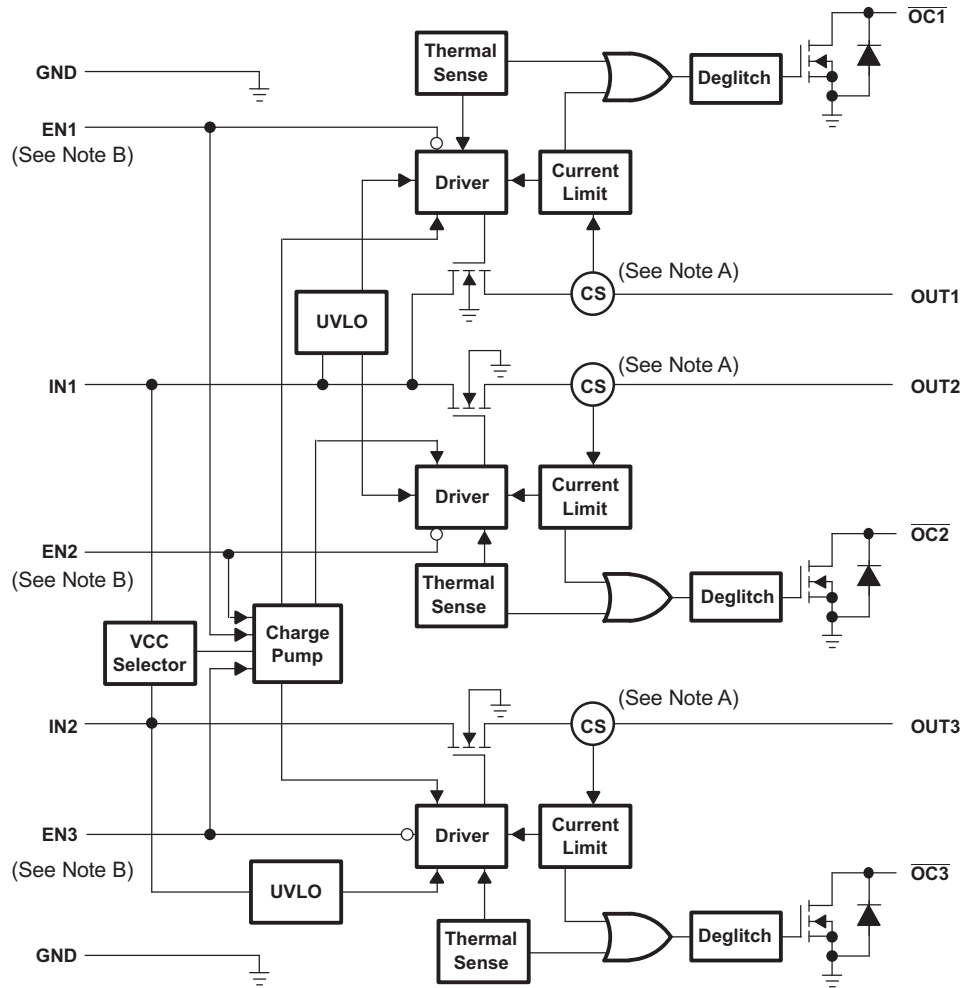 OC1
Thermal
Sense
GND
Deglitch
EN1
(See Note B)
Driver
Current
Limit
(See Note A)
CS
OUT1
UVLO
(See Note A)
IN1
CS
OUT2
Driver
Current
Limit
OC2
EN2
(See Note B)
Thermal
Sense
Deglitch
VCC
Selector
Charge
Pump
(See Note A)
IN2
CS
OUT3
EN3
Driver
Current
Limit
(See Note B)
OC3
UVLO
Thermal
Sense
Deglitch
GND